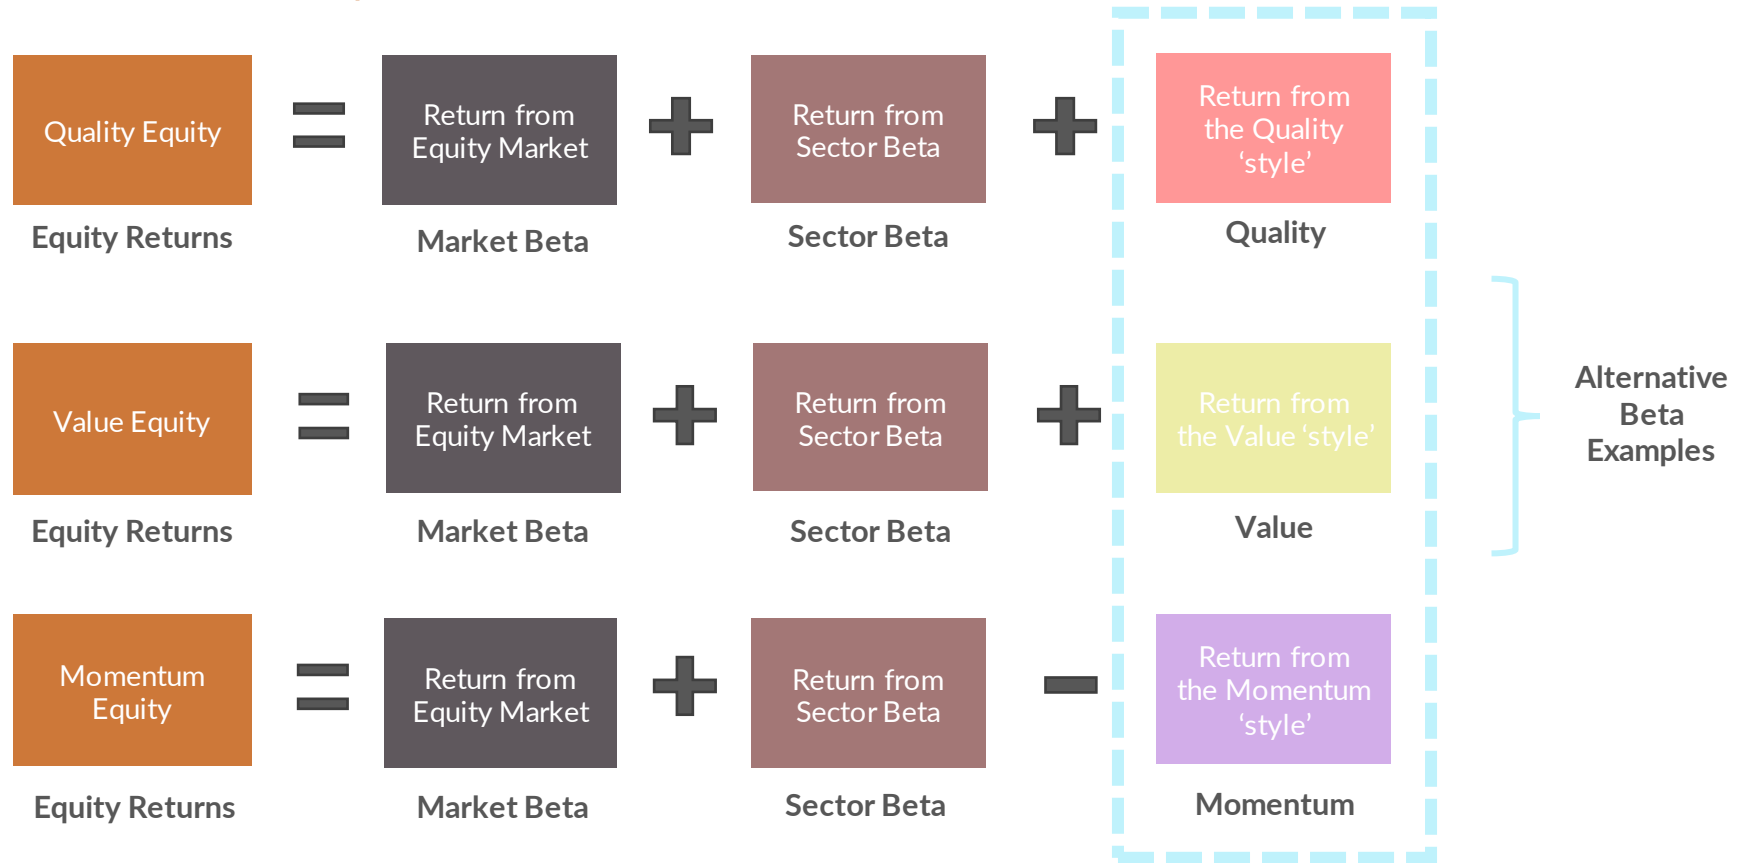 Quality Equity
Return from
Equity Market
Return from
Sector Beta
Return from
the Quality
‘style’
Equity Returns
Market Beta
Sector Beta
Quality
Value Equity
Return from
Equity Market
Return from
Sector Beta
Return from
the Value ‘style’
Equity Returns
Market Beta
Sector Beta
Value
Alternative
Beta
Examples
Momentum
Equity
Return from
Equity Market
Return from
Sector Beta
Return from
the Momentum
‘style’
Equity Returns
Market Beta
Sector Beta
Momentum